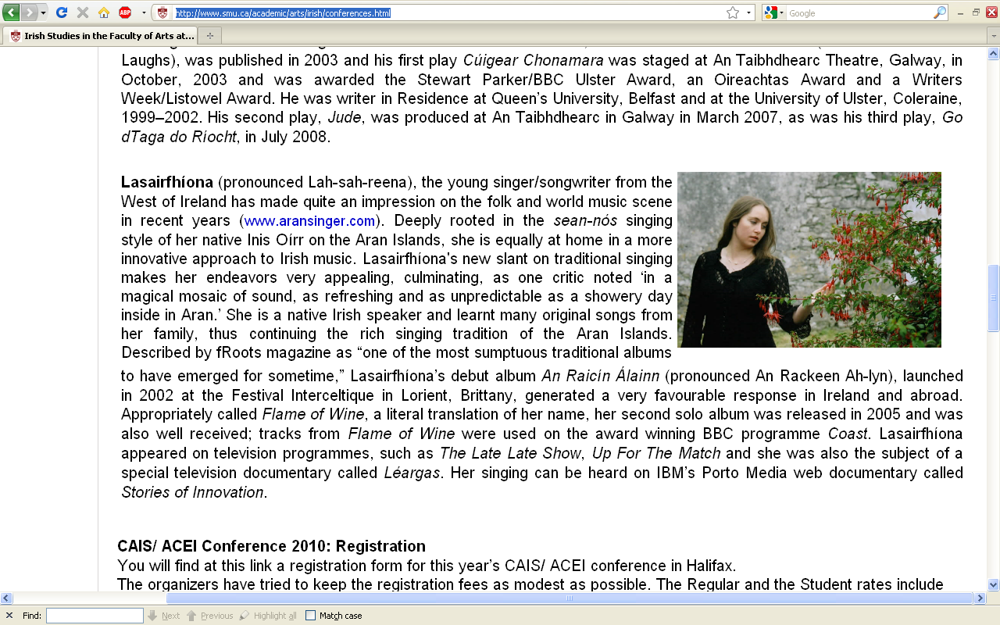 http://www.smu.ca/academic/arts/irish/conferences.html
Google
Irish Studies in the Faculty of Arts at...
Laughs), was published in 2003 and his first play Cúigear Chonamara was staged at An Taibhdhearc Theatre, Galway, in
October, 2003 and was awarded the Stewart Parker/BBC Ulster Award, an Oireachtas Award and a Writers
Week/Listowel Award. He was writer in Residence at Queen's University, Belfast and at the University of Ulster, Coleraine,
1999–2002. His second play, Jude, was produced at An Taibhdhearc in Galway in March 2007, as was his third play, Go
dTaga do Ríocht, in July 2008.
Lasairfhíona (pronounced Lah-sah-reena), the young singer/songwriter from the
West of Ireland has made quite an impression on the folk and world music scene
in recent years (www.aransinger.com). Deeply rooted in the sean-nós singing
style of her native Inis Oírr on the Aran Islands, she is equally at home in a more
innovative approach to Irish music. Lasairfhíona's new slant on traditional singing
makes her endeavors very appealing, culminating, as one critic noted ‘in a
magical mosaic of sound, as refreshing and as unpredictable as a showery day
inside in Aran.’ She is a native Irish speaker and learnt many original songs from
her family, thus continuing the rich singing tradition of the Aran Islands.
Described by fRoots magazine as “one of the most sumptuous traditional albums
to have emerged for sometime,” Lasairfhíona’s debut album An Raicín Álainn (pronounced An Rackeen Ah-lyn), launched
in 2002 at the Festival Interceltique in Lorient, Brittany, generated a very favourable response in Ireland and abroad.
Appropriately called Flame of Wine, a literal translation of her name, her second solo album was released in 2005 and was
also well received; tracks from Flame of Wine were used on the award winning BBC programme Coast. Lasairfhíona
appeared on television programmes, such as The Late Late Show, Up For The Match and she was also the subject of a
special television documentary called Léargas. Her singing can be heard on IBM’s Porto Media web documentary called
Stories of Innovation.
CAIS/ ACEI Conference 2010: Registration
You will find at this link a registration form for this year’s CAIS/ ACEI conference in Halifax.
The organizers have tried to keep the registration fees as modest as possible. The Regular and the Student rates include
Find: Next Previous Highlight all Match case